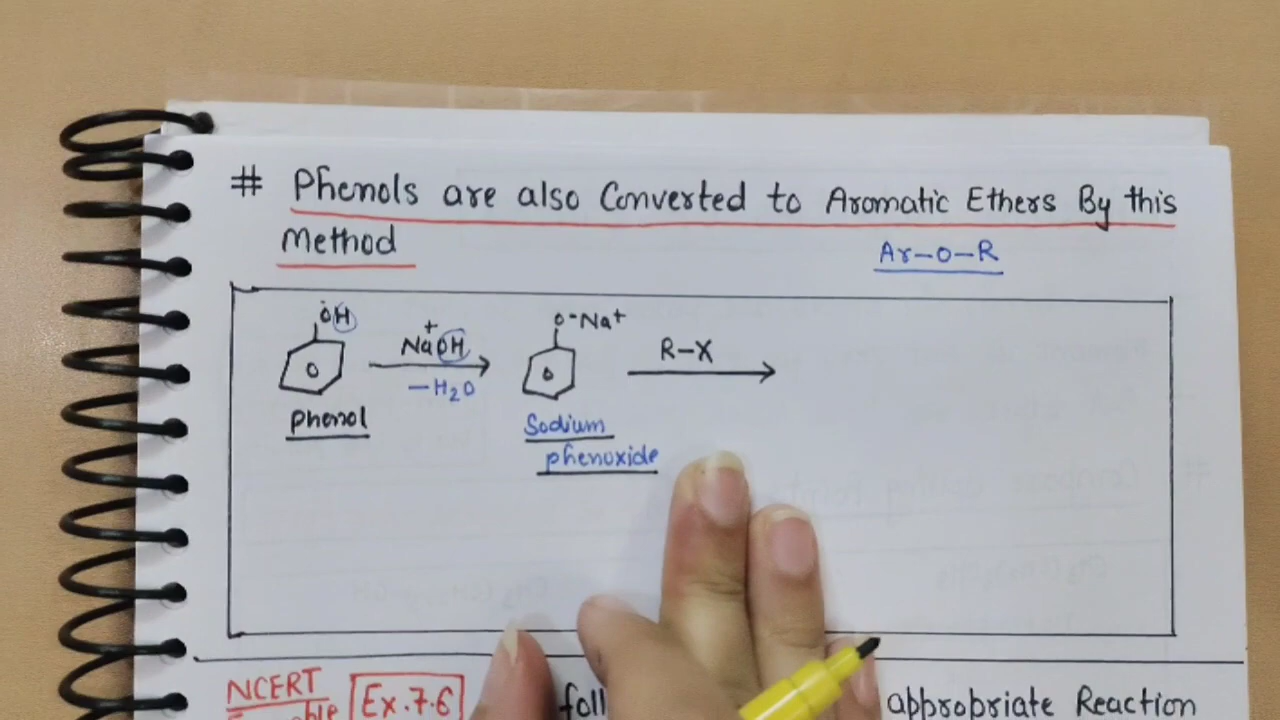 # Phenols are also Converted to Aromatic Ethers By this
Method
Ar-O-R
OH
Na+OH
-H2O
O-Na+
R-X
Phenol
Sodium
phenoxide
NCERT
Ex.7.6
appropriate Reaction